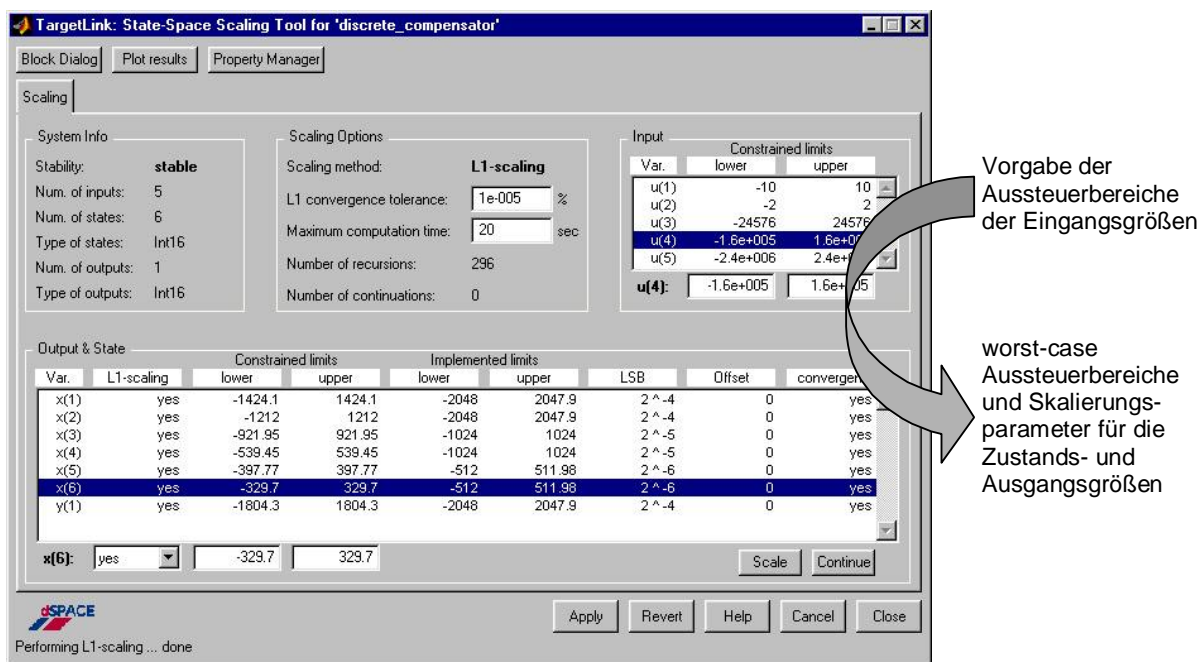 TargetLink: State-Space Scaling Tool for 'discrete_compensator'
Block Dialog Plot results Property Manager
Scaling
System Info
Stability: stable
Num. of inputs: 5
Num. of states: 6
Type of states: Int16
Num. of outputs: 1
Type of outputs: Int16
Scaling Options
Scaling method: L1-scaling
L1 convergence tolerance: 1e-005 %
Maximum computation time: 20 sec
Number of recursions: 296
Number of continuations: 0
Input
Constrained limits
Var. lower upper
u(1) -10 10
u(2) -2 2
u(3) -24576 24576
u(4) -1.6e+005
u(5) -2.4e+006
u(4): -1.6e+005
Vorgabe der
Aussteuerbereiche
der Eingangsgrößen
Output & State
Constrained limits Implemented limits
Var. L1-scaling lower upper lower upper LSB Offset
x(1) yes -1424.1 1424.1 -2048 2047.9 2^-4 0 yes
x(2) yes -1212 1212 -2048 2047.9 2^-4 0 yes
x(3) yes -921.95 921.95 -1024 1024 2^-5 0 yes
x(4) yes -539.45 539.45 -1024 1024 2^-5 0 yes
x(5) yes -397.77 397.77 -512 511.98 2^-6 0 yes
x(6) yes -329.7 329.7 -512 511.98 2^-6 0 yes
y(1) yes -1804.3 1804.3 -2048 2047.9 2^-4 0 yes
x(6): yes -329.7 329.7
Scale Continue
worst-case
Aussteuerbereiche
und Skalierungs-
parameter für die
Zustands- und
Ausgangsgrößen
dSPACE
Apply Revert Help Cancel Close
Performing L1-scaling ... done